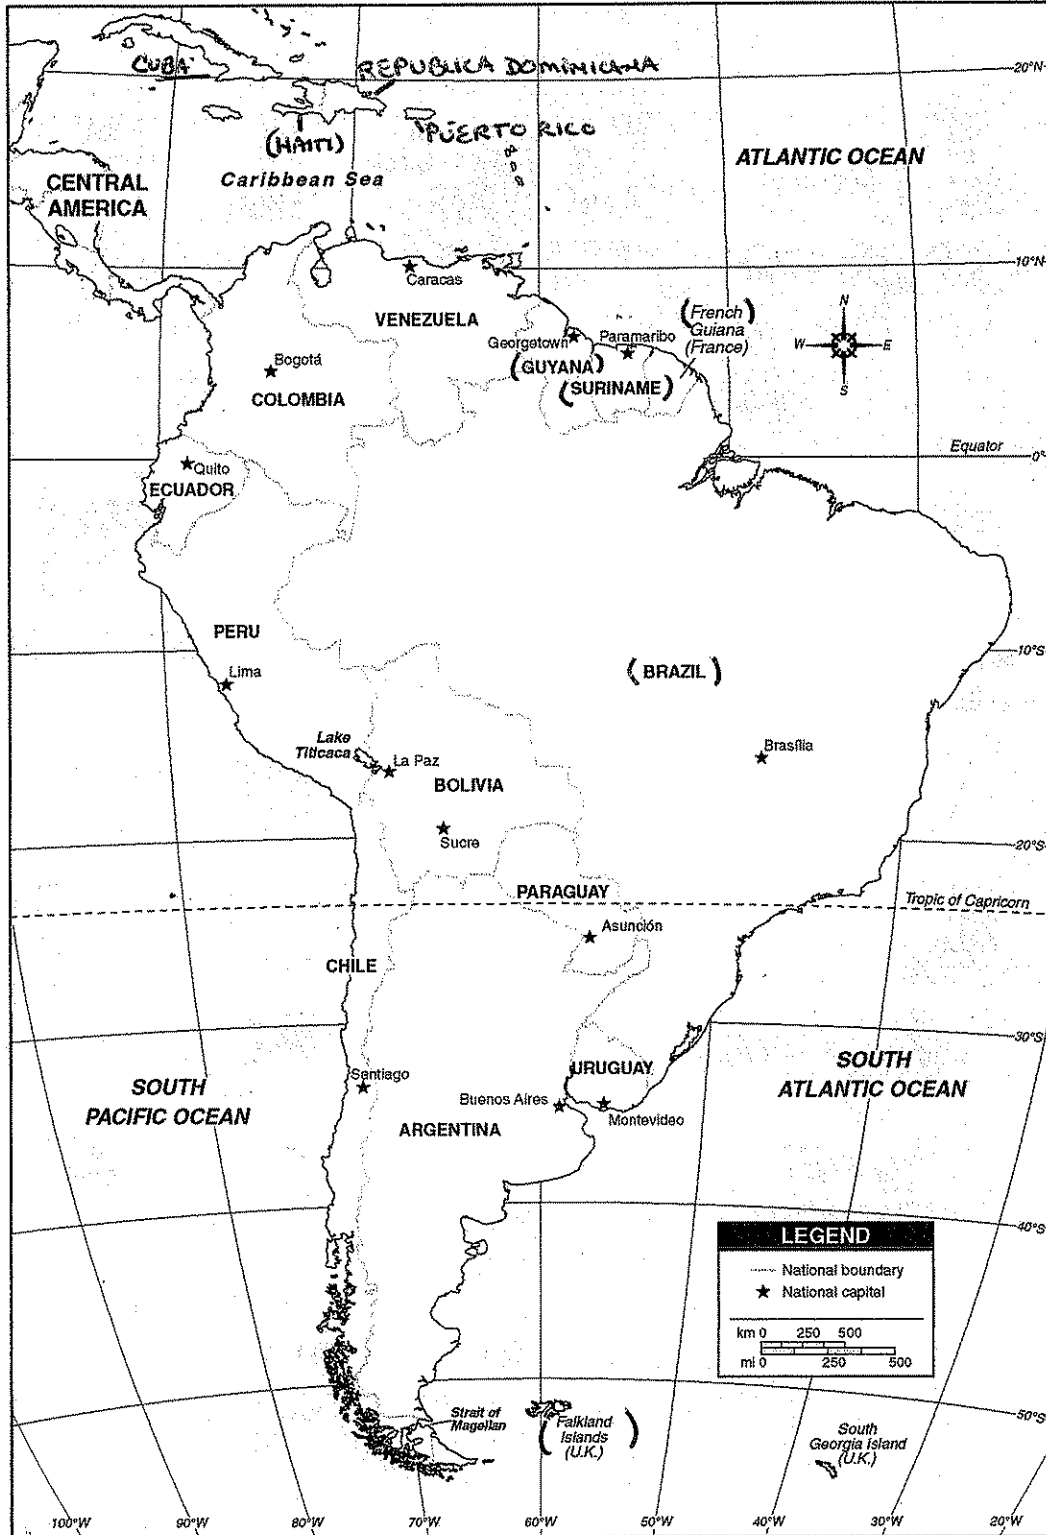 CUBA
REPUBLICA DOMINICANA
20°N
(HAITI)
PUERTO RICO
ATLANTIC OCEAN
Caribbean Sea
CENTRAL
AMERICA
10°N
Caracas
VENEZUELA
Georgetown
Paramaribo
(French)
Guiana
(France)
N
W
E
S
(GUYANA)
(SURINAME)
Bogotá
COLOMBIA
Equator
0°
Quito
ECUADOR
PERU
Lima
(BRAZIL)
10°S
Lake
Titicaca
La Paz
BOLIVIA
Sucre
Brasília
20°S
PARAGUAY
Tropic of Capricorn
Asunción
CHILE
30°S
SOUTH
PACIFIC OCEAN
Santiago
URUGUAY
Buenos Aires
Montevideo
ARGENTINA
SOUTH
ATLANTIC OCEAN
40°S
LEGEND
National boundary
National capital
km 0 250 500
mi 0 250 500
Strait of
Magellan
(Falkland
Islands
(U.K.))
South
Georgia Island
(U.K.)
50°S
100°W 90°W 80°W 70°W 60°W 50°W 40°W 30°W 20°W